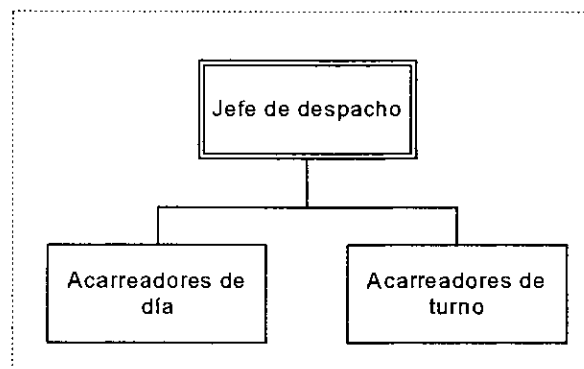 Jefe de despacho
Acarreadores de
día
Acarreadores de
turno